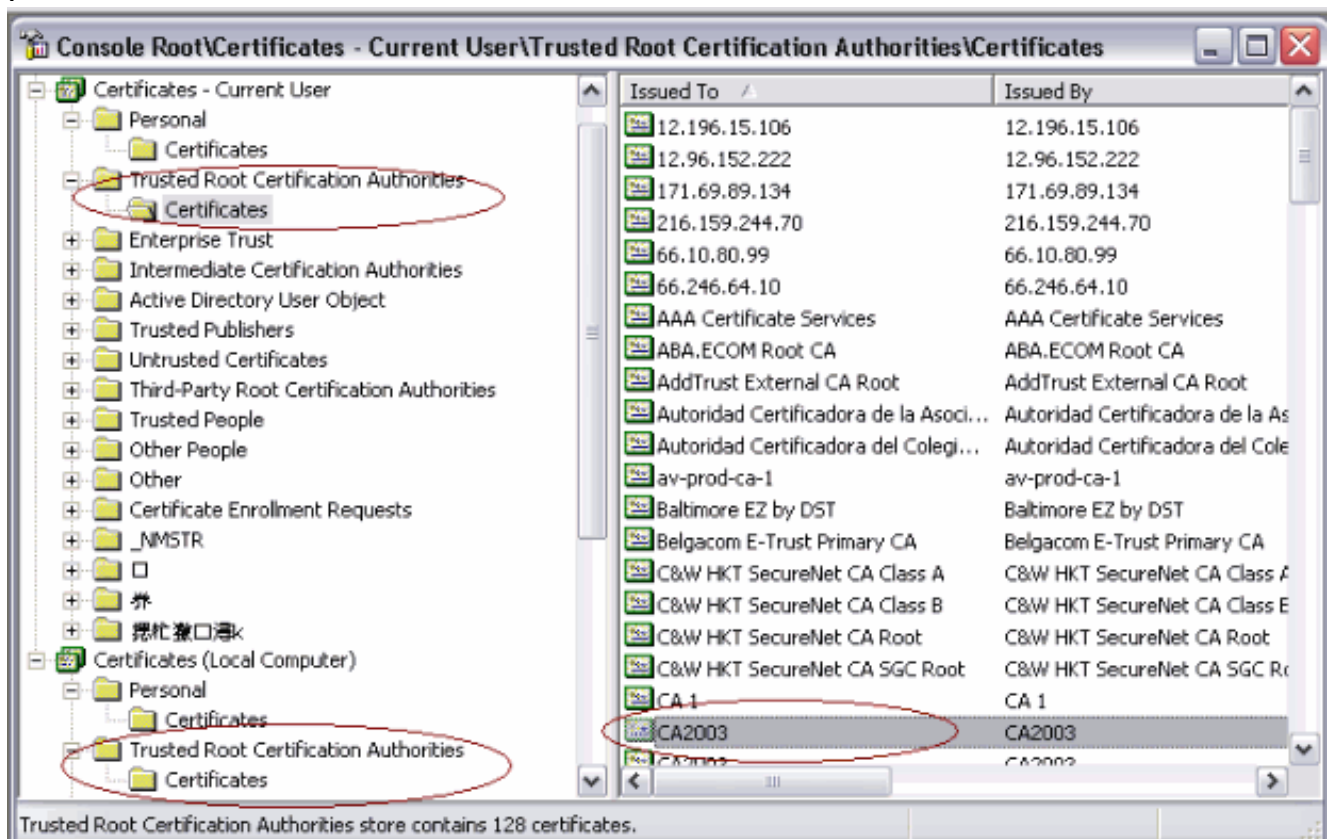 Console Root\Certificates - Current User\Trusted Root Certification Authorities\Certificates
Certificates - Current User
Personal
Certificates
Trusted Root Certification Authorities
Certificates
Enterprise Trust
Intermediate Certification Authorities
Active Directory User Object
Trusted Publishers
Untrusted Certificates
Third-Party Root Certification Authorities
Trusted People
Other People
Other
Certificate Enrollment Requests
_NMSTR
Certificates (Local Computer)
Personal
Certificates
Trusted Root Certification Authorities
Certificates
Issued To Issued By
12.196.15.106 12.196.15.106
12.96.152.222 12.96.152.222
171.69.89.134 171.69.89.134
216.159.244.70 216.159.244.70
66.10.80.99 66.10.80.99
66.246.64.10 66.246.64.10
AAA Certificate Services AAA Certificate Services
ABA.ECOM Root CA ABA.ECOM Root CA
AddTrust External CA Root AddTrust External CA Root
Autoridad Certificadora de la Asoci... Autoridad Certificadora de la As
Autoridad Certificadora del Colegi... Autoridad Certificadora del Cole
av-prod-ca-1 av-prod-ca-1
Baltimore EZ by DST Baltimore EZ by DST
Belgacom E-Trust Primary CA Belgacom E-Trust Primary CA
C&W HKT SecureNet CA Class A C&W HKT SecureNet CA Class A
C&W HKT SecureNet CA Class B C&W HKT SecureNet CA Class
C&W HKT SecureNet CA Root C&W HKT SecureNet CA Root
C&W HKT SecureNet CA SGC Root C&W HKT SecureNet CA SGC
CA 1 CA 1
CA2003 CA2003
CA2003 CA2003
Trusted Root Certification Authorities store contains 128 certificates.